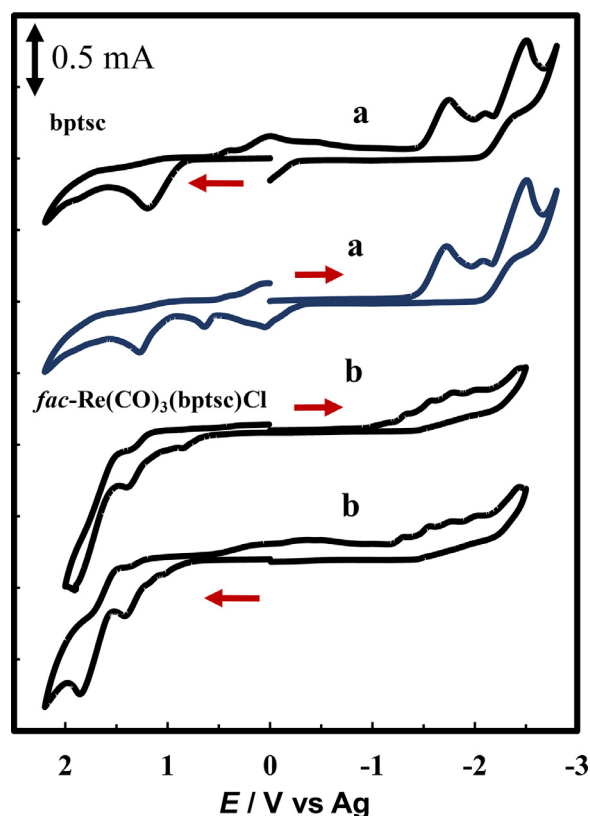 0.5 mA
bptsc
a
a
fac-Re(CO)3(bptsc)Cl
b
b
2 1 0 -1 -2 -3
E / V vs Ag